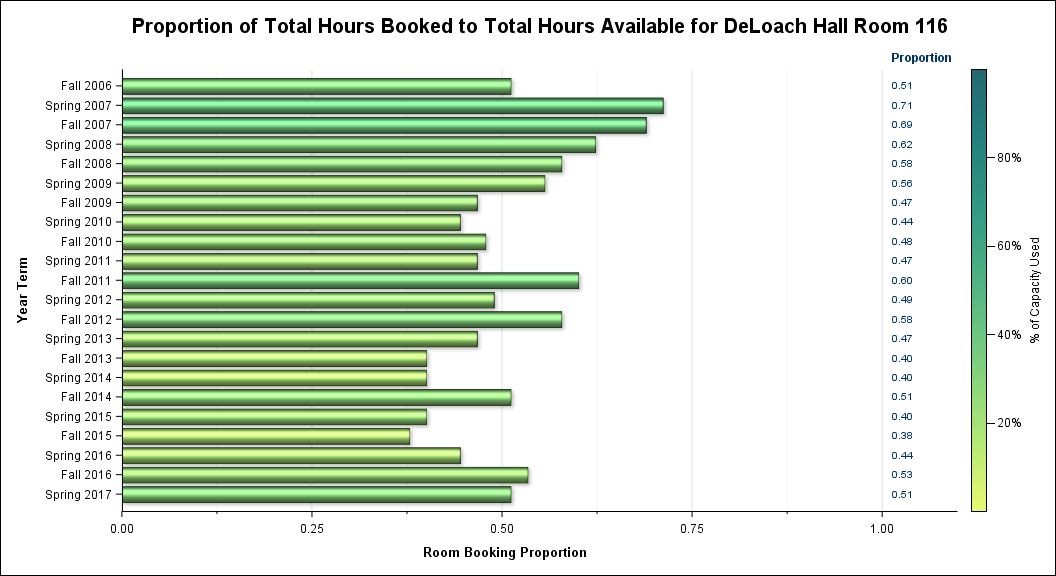 Proportion of Total Hours Booked to Total Hours Available for DeLoach Hall Room 116
Proportion
Fall 2006 0.51
Spring 2007 0.71
Fall 2007 0.69
Spring 2008 0.62
Fall 2008 0.58
Spring 2009 0.56
Fall 2009 0.47
Spring 2010 0.44
Fall 2010 0.48
Spring 2011 0.47
Fall 2011 0.60
Spring 2012 0.49
Fall 2012 0.58
Spring 2013 0.47
Fall 2013 0.40
Spring 2014 0.40
Fall 2014 0.51
Spring 2015 0.40
Fall 2015 0.38
Spring 2016 0.44
Fall 2016 0.53
Spring 2017 0.51
Year Term
0.00 0.25 0.50 0.75 1.00
Room Booking Proportion
80%
60%
40%
20%
% of Capacity Used